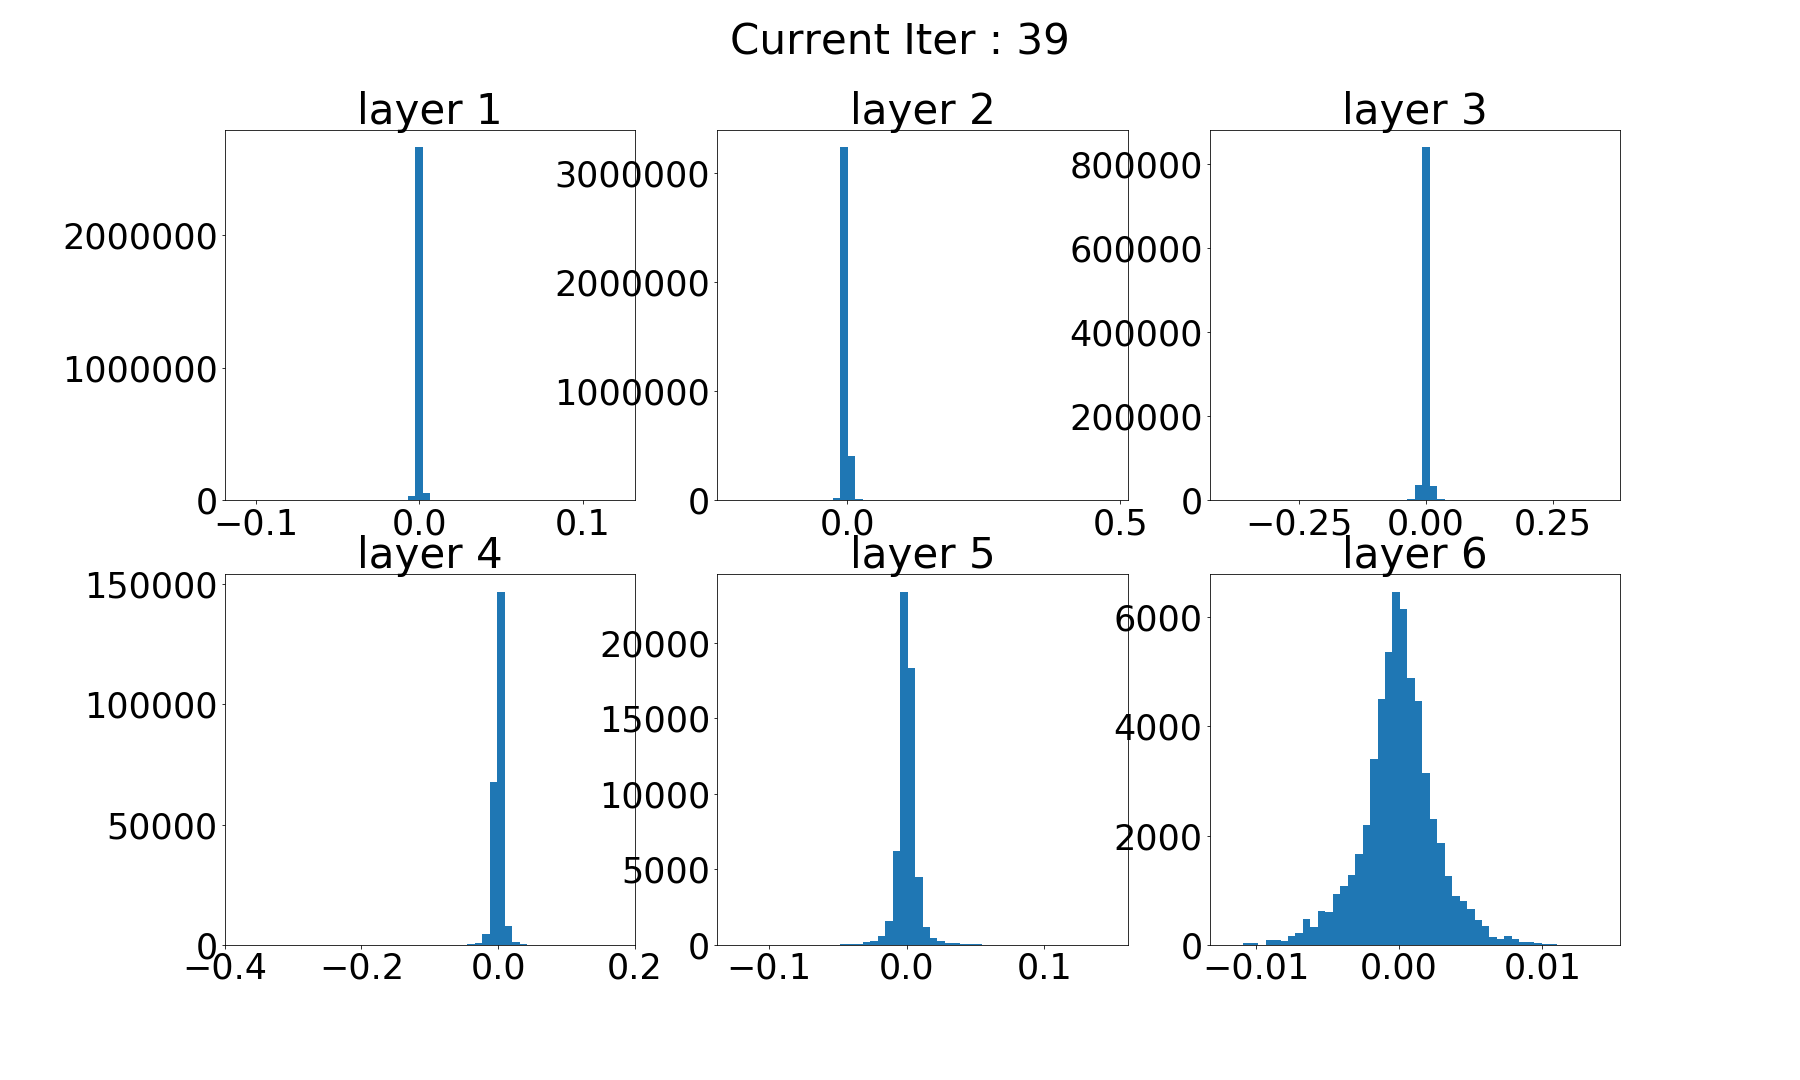 Current Iter : 39
layer 1
2000000
1000000
0
−0.1 0.0 0.1
layer 2
3000000
2000000
1000000
0
0.0 0.5
layer 3
800000
600000
400000
200000
0
−0.25 0.00 0.25
layer 4
150000
100000
50000
0
−0.4 −0.2 0.0 0.2
layer 5
20000
15000
10000
5000
0
−0.1 0.0 0.1
layer 6
6000
4000
2000
0
−0.01 0.00 0.01